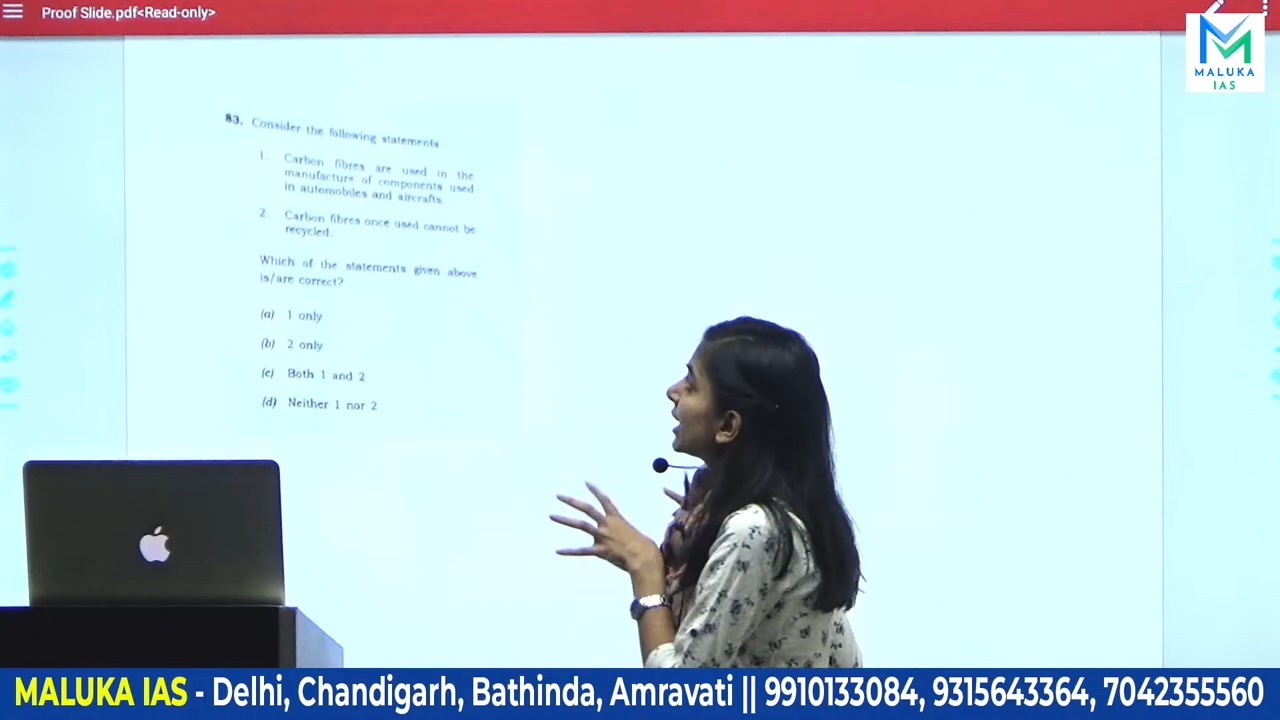 Proof Slide.pdf<Read-only>
MALUKA
IAS
83. Consider the following statements
1. Carbon fibres are used in the
manufacture of components used
in automobiles and aircrafts.
2. Carbon fibres once used cannot be
recycled.
Which of the statements given above
is/are correct?
(a) 1 only
(b) 2 only
(c) Both 1 and 2
(d) Neither 1 nor 2
MALUKA IAS - Delhi, Chandigarh, Bathinda, Amravati || 9910133084, 9315643364, 7042355560